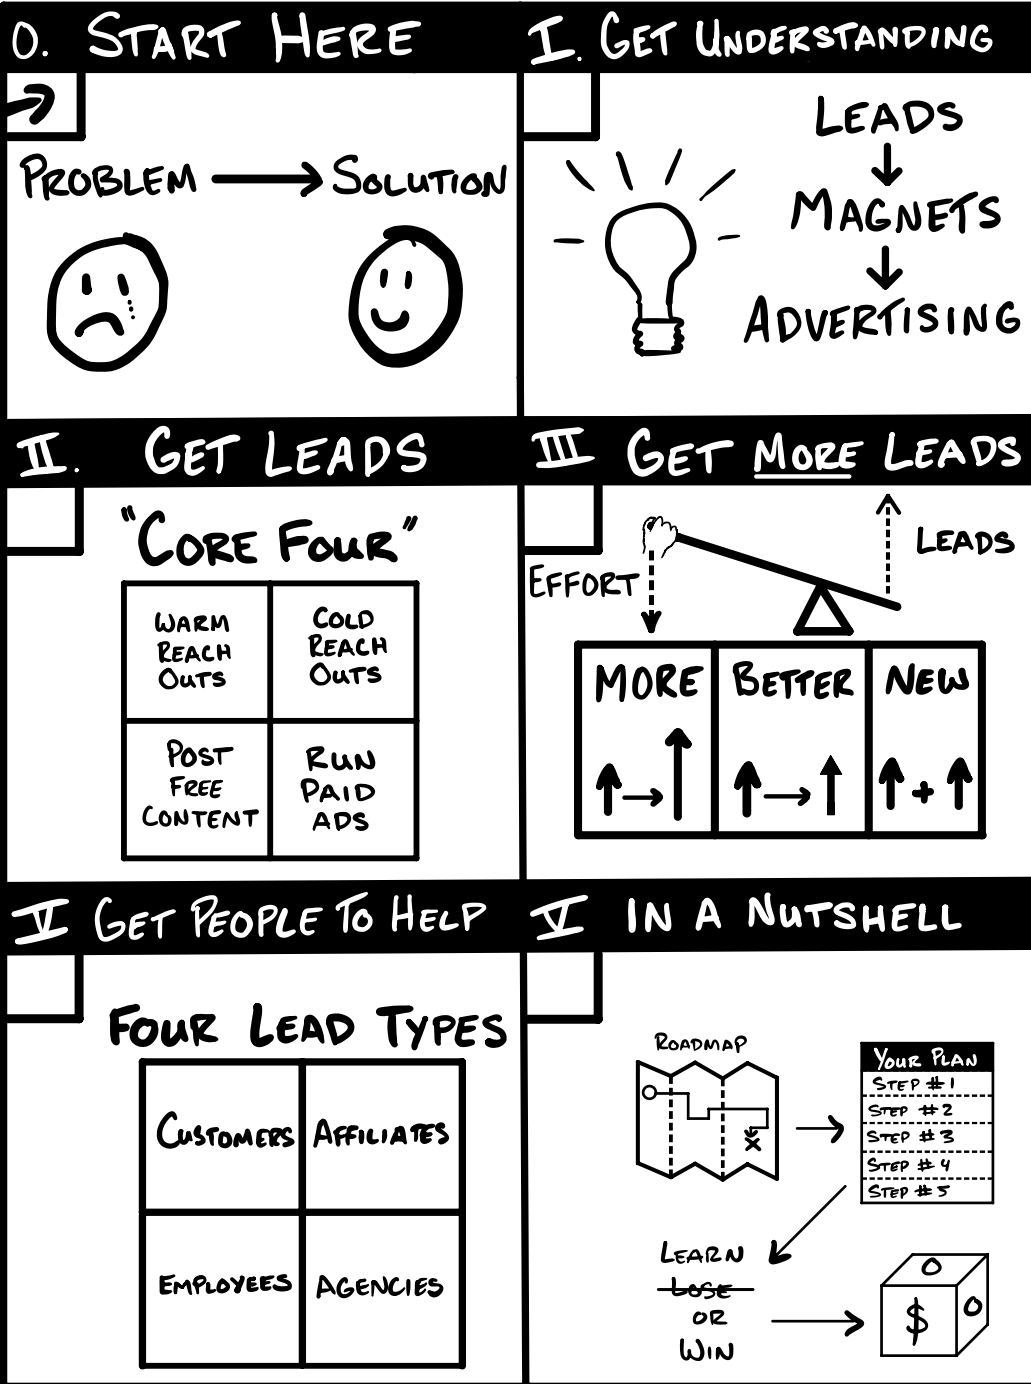 0. START HERE
PROBLEM → SOLUTION
I. GET UNDERSTANDING
LEADS
↓
MAGNETS
↓
ADVERTISING
II. GET LEADS
"CORE FOUR"
WARM
REACH
OUTS
COLD
REACH
OUTS
POST
FREE
CONTENT
RUN
PAID
ADS
III GET MORE LEADS
EFFORT
LEADS
MORE
BETTER
NEW
+
V GET PEOPLE TO HELP
FOUR LEAD TYPES
CUSTOMERS
AFFILIATES
EMPLOYEES
AGENCIES
V IN A NUTSHELL
ROADMAP
X
YOUR PLAN
STEP #1
STEP #2
STEP #3
STEP #4
STEP #5
LEARN
LOSE
OR
WIN
0
$
0